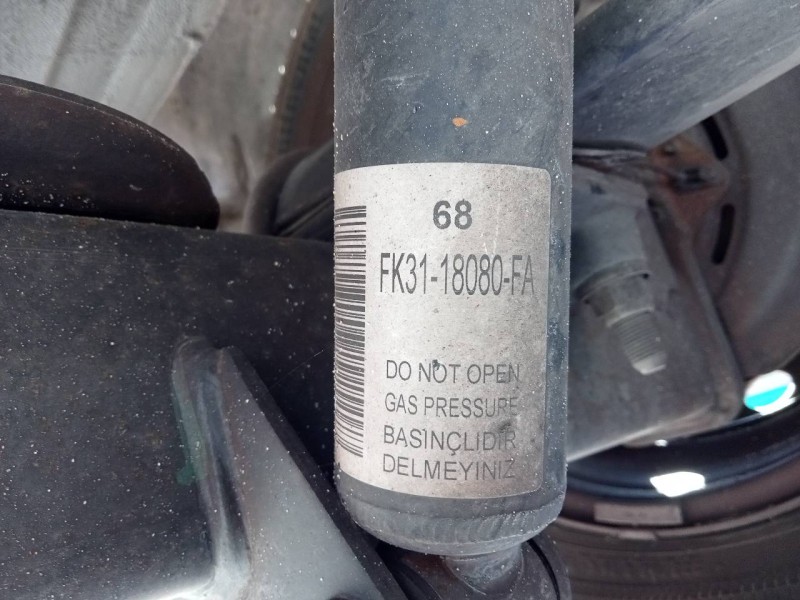 68
FK31-18080-FA
DO NOT OPEN
GAS PRESSURE
BASINÇLIDIR
DELMEYINIZ